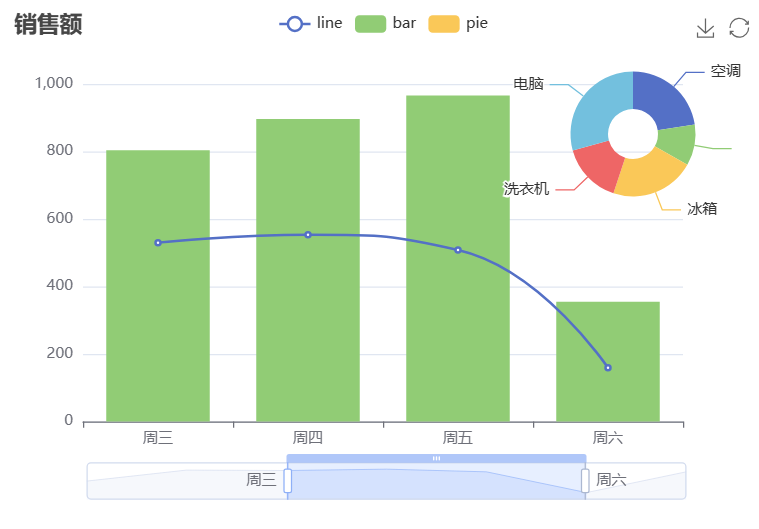 销售额
line bar pie
1,000
800
600
400
200
0
电脑
空调
洗衣机
冰箱
周三 周四 周五 周六
周三 周六